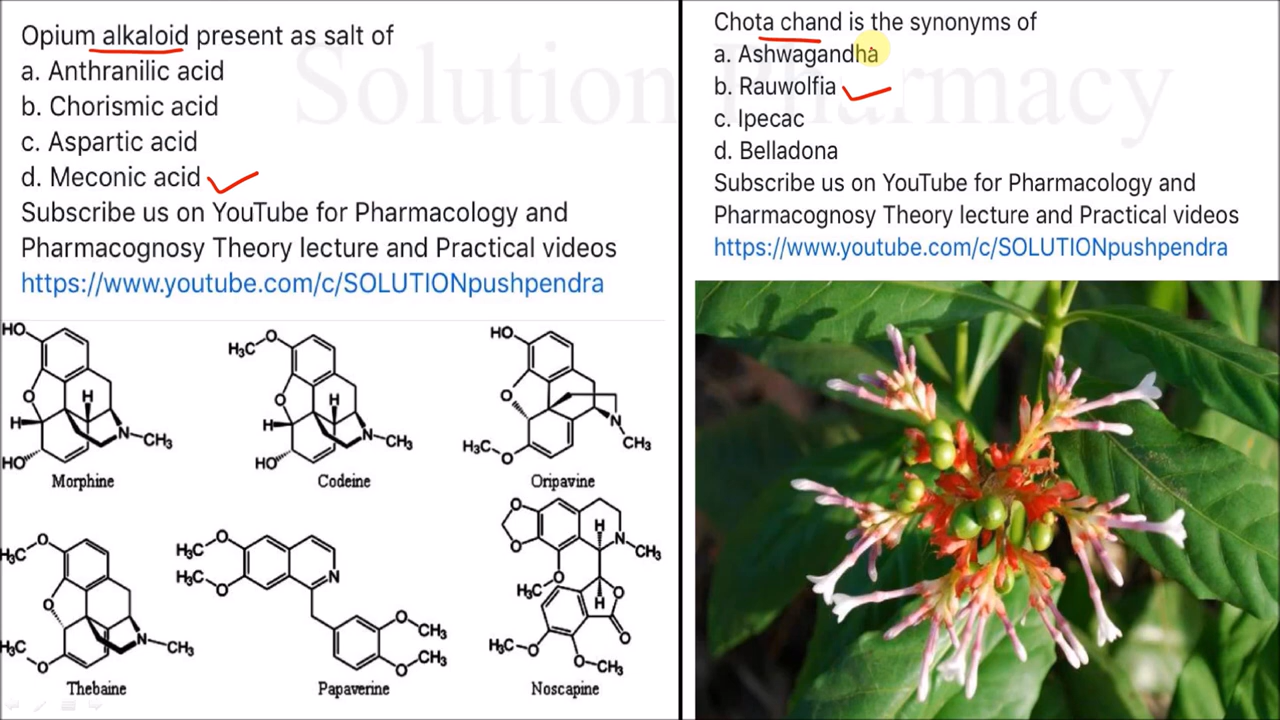 Solution Pharmacy
Opium alkaloid present as salt of
a. Anthranilic acid
b. Chorismic acid
c. Aspartic acid
d. Meconic acid
Subscribe us on YouTube for Pharmacology and
Pharmacognosy Theory lecture and Practical videos
https://www.youtube.com/c/SOLUTIONpushpendra
HO
O
H
H
N
CH3
HO
Morphine
H3C
O
O
H
H
N
CH3
HO
Codeine
HO
O
N
CH3
H3C
O
Oripavine
H3C
O
O
N
CH3
H3C
O
Thebaine
H3C
O
H3C
O
N
O
CH3
O
CH3
Papaverine
O
O
H
N
CH3
O
H3C
H
O
O
H3C
O
O
CH3
Noscapine
Chota chand is the synonyms of
a. Ashwagandha
b. Rauwolfia
c. Ipecac
d. Belladona
Subscribe us on YouTube for Pharmacology and
Pharmacognosy Theory lecture and Practical videos
https://www.youtube.com/c/SOLUTIONpushpendra